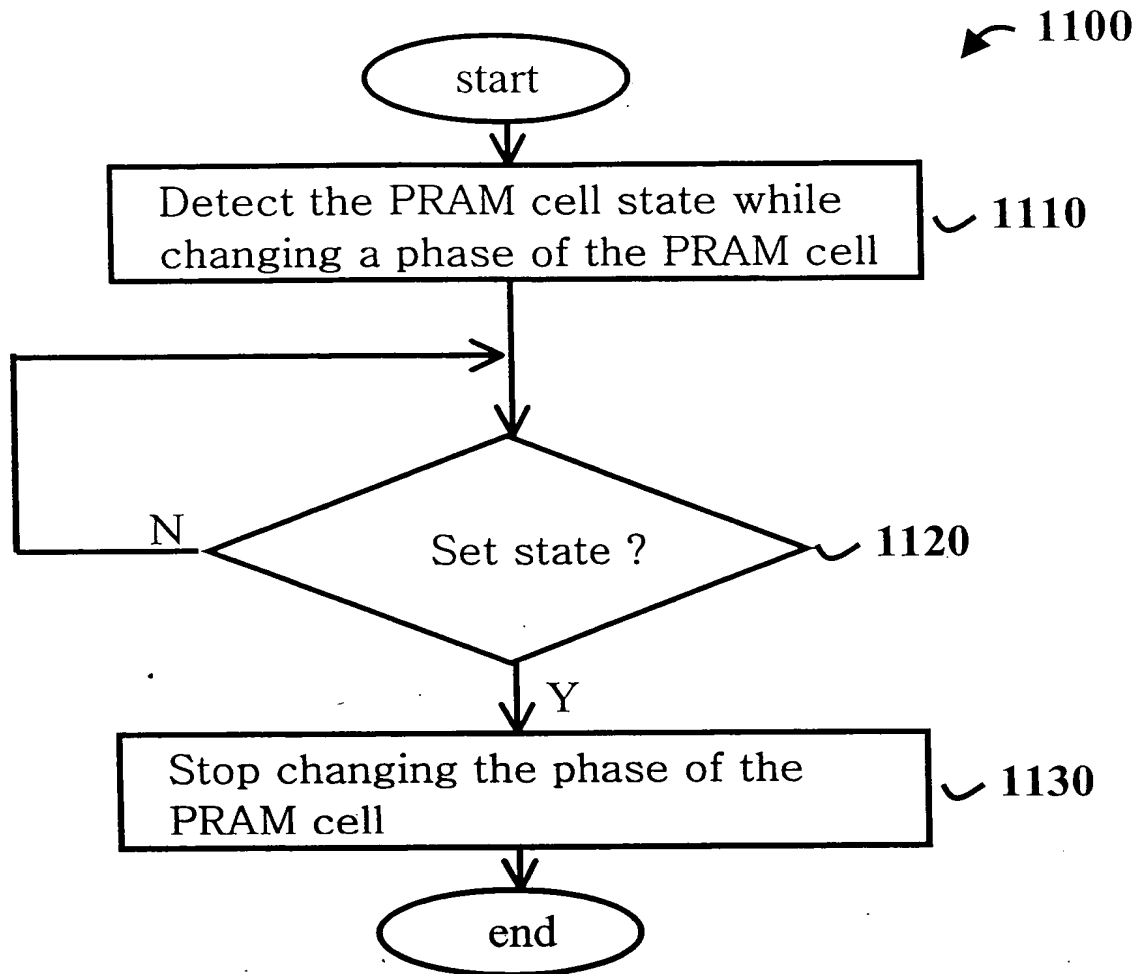 1100
start
Detect the PRAM cell state while
changing a phase of the PRAM cell
1110
Set state ?
1120
N
Y
Stop changing the phase of the
PRAM cell
1130
end